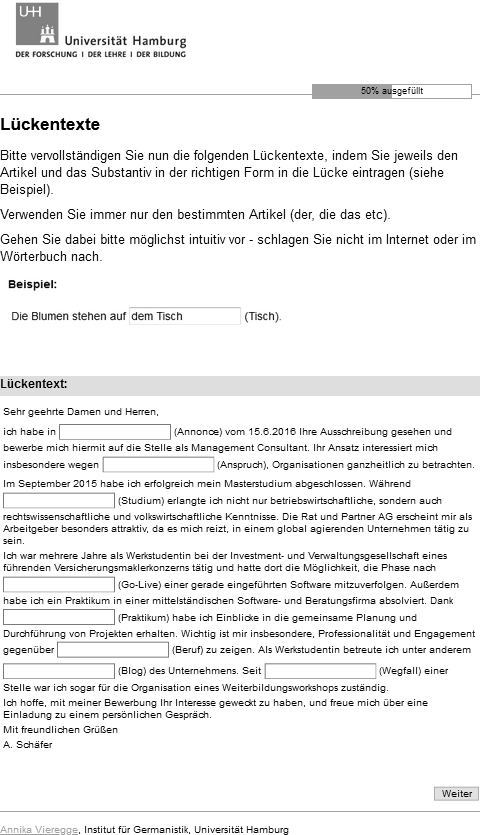 UHH
Universität Hamburg
DER FORSCHUNG | DER LEHRE | DER BILDUNG
50% ausgefüllt
Lückentexte
Bitte vervollständigen Sie nun die folgenden Lückentexte, indem Sie jeweils den
Artikel und das Substantiv in der richtigen Form in die Lücke eintragen (siehe
Beispiel).
Verwenden Sie immer nur den bestimmten Artikel (der, die das etc).
Gehen Sie dabei bitte möglichst intuitiv vor - schlagen Sie nicht im Internet oder im
Wörterbuch nach.
Beispiel:
Die Blumen stehen auf dem Tisch (Tisch).
Lückentext:
Sehr geehrte Damen und Herren,
ich habe in (Annonce) vom 15.6.2016 Ihre Ausschreibung gesehen und
bewerbe mich hiermit auf die Stelle als Management Consultant. Ihr Ansatz interessiert mich
insbesondere wegen (Anspruch), Organisationen ganzheitlich zu betrachten.
Im September 2015 habe ich erfolgreich mein Masterstudium abgeschlossen. Während
(Studium) erlangte ich nicht nur betriebswirtschaftliche, sondern auch
rechtswissenschaftliche und volkswirtschaftliche Kenntnisse. Die Rat und Partner AG erscheint mir als
Arbeitgeber besonders attraktiv, da es mich reizt, in einem global agierenden Unternehmen tätig zu
sein.
Ich war mehrere Jahre als Werkstudentin bei der Investment- und Verwaltungsgesellschaft eines
führenden Versicherungsmaklerkonzerns tätig und hatte dort die Möglichkeit, die Phase nach
(Go-Live) einer gerade eingeführten Software mitzuverfolgen. Außerdem
habe ich ein Praktikum in einer mittelständischen Software- und Beratungsfirma absolviert. Dank
(Praktikum) habe ich Einblicke in die gemeinsame Planung und
Durchführung von Projekten erhalten. Wichtig ist mir insbesondere, Professionalität und Engagement
gegenüber (Beruf) zu zeigen. Als Werkstudentin betreute ich unter anderem
(Blog) des Unternehmens. Seit (Wegfall) einer
Stelle war ich sogar für die Organisation eines Weiterbildungsworkshops zuständig.
Ich hoffe, mit meiner Bewerbung Ihr Interesse geweckt zu haben, und freue mich über eine
Einladung zu einem persönlichen Gespräch.
Mit freundlichen Grüßen
A. Schäfer
Weiter
Annika Vieregge, Institut für Germanistik, Universität Hamburg